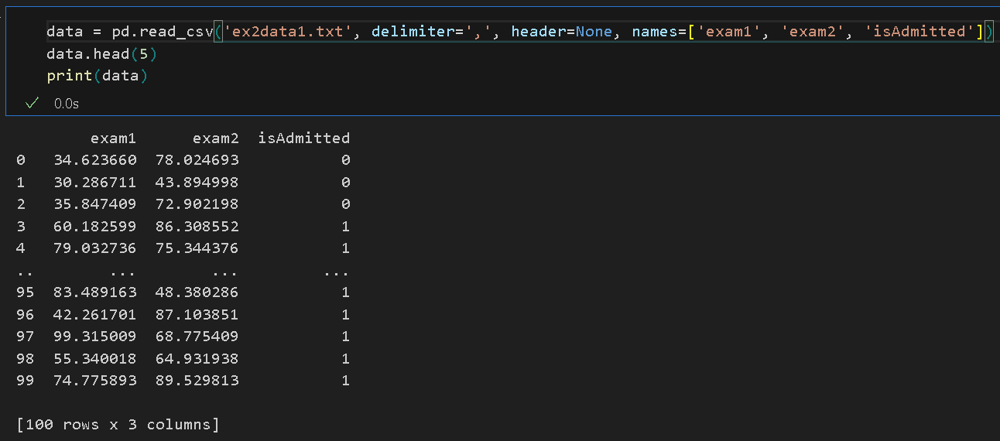 data = pd.read_csv('ex2data1.txt', delimiter=',', header=None, names=['exam1', 'exam2', 'isAdmitted'])
data.head(5)
print(data)
0.0s
exam1 exam2 isAdmitted
0 34.623660 78.024693 0
1 30.286711 43.894998 0
2 35.847409 72.902198 0
3 60.182599 86.308552 1
4 79.032736 75.344376 1
.. ... ... ...
95 83.489163 48.380286 1
96 42.261701 87.103851 1
97 99.315009 68.775409 1
98 55.340018 64.931938 1
99 74.775893 89.529813 1
[100 rows x 3 columns]